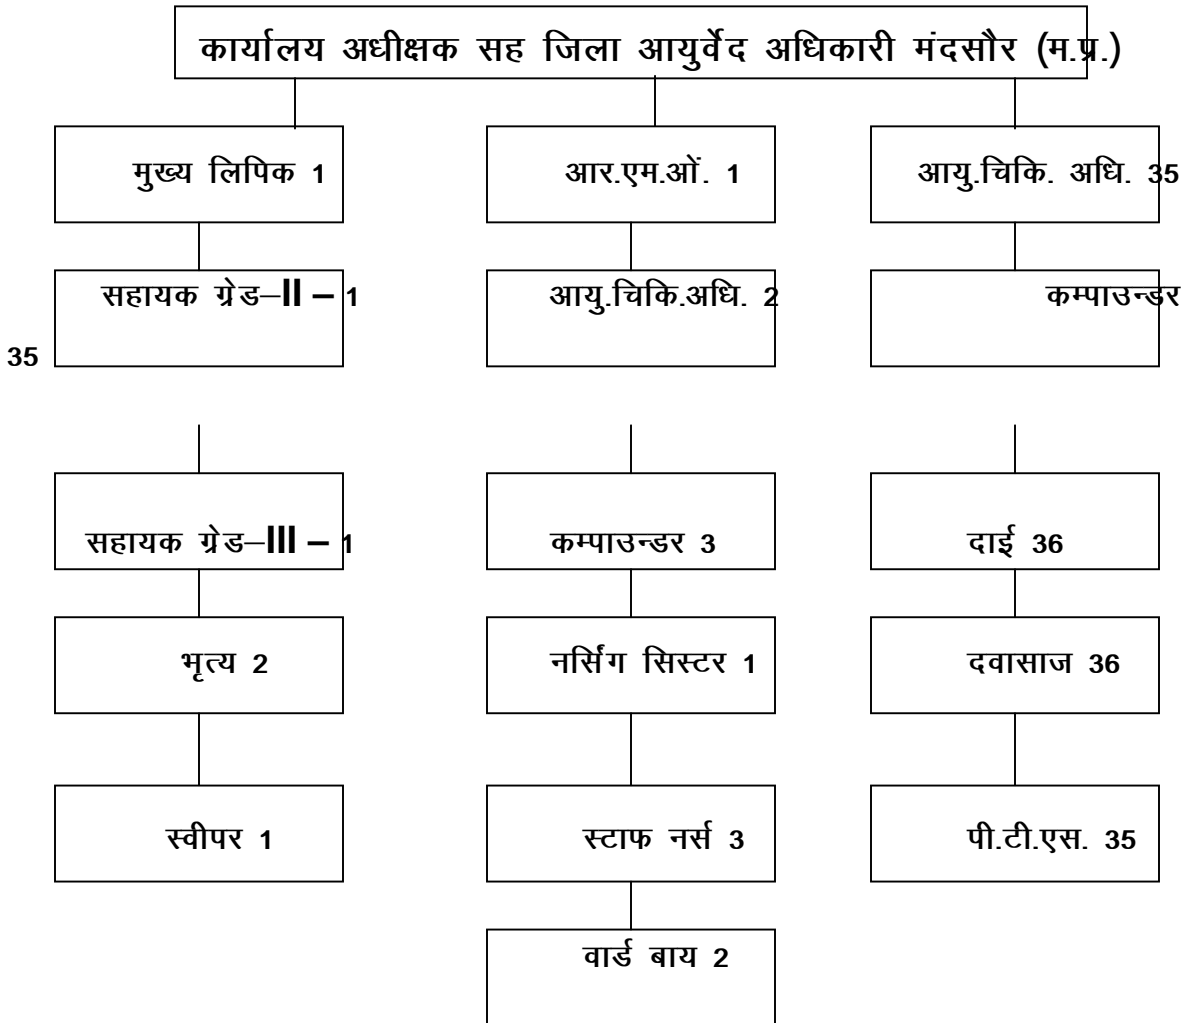 कार्यालय अधीक्षक सह जिला आयुर्वेद अधिकारी मंदसौर (म.प्र.)
मुख्य लिपिक 1
आर.एम.ओं. 1
आयु.चिकि. अधि. 35
सहायक ग्रेड–II – 1
आयु.चिकि.अधि. 2
कम्पाउन्डर
35
सहायक ग्रेड–III – 1
कम्पाउन्डर 3
दाई 36
भृत्य 2
नर्सिंग सिस्टर 1
दवासाज 36
स्वीपर 1
स्टाफ नर्स 3
पी.टी.एस. 35
वार्ड बाय 2